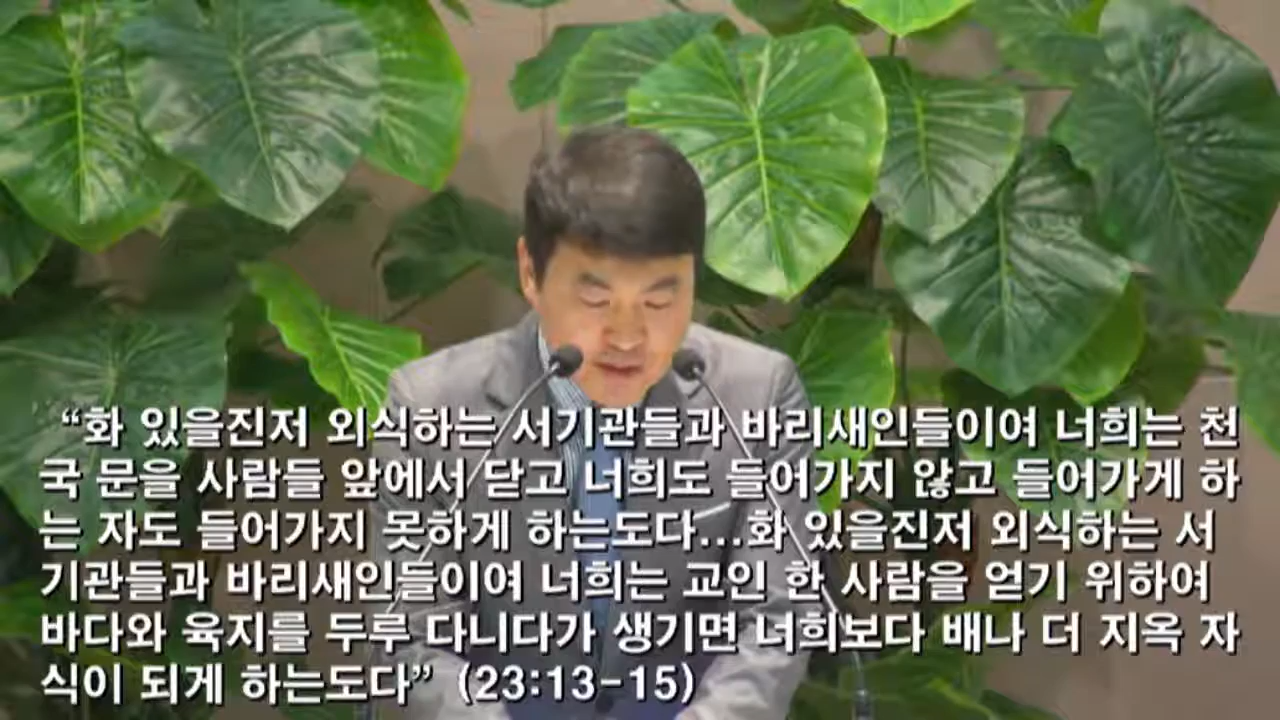 “화 있을진저 외식하는 서기관들과 바리새인들이여 너희는 천
국 문을 사람들 앞에서 닫고 너희도 들어가지 않고 들어가게 하
는 자도 들어가지 못하게 하는도다...화 있을진저 외식하는 서
기관들과 바리새인들이여 너희는 교인 한 사람을 얻기 위하여
바다와 육지를 두루 다니다가 생기면 너희보다 배나 더 지옥 자
식이 되게 하는도다” (23:13-15)